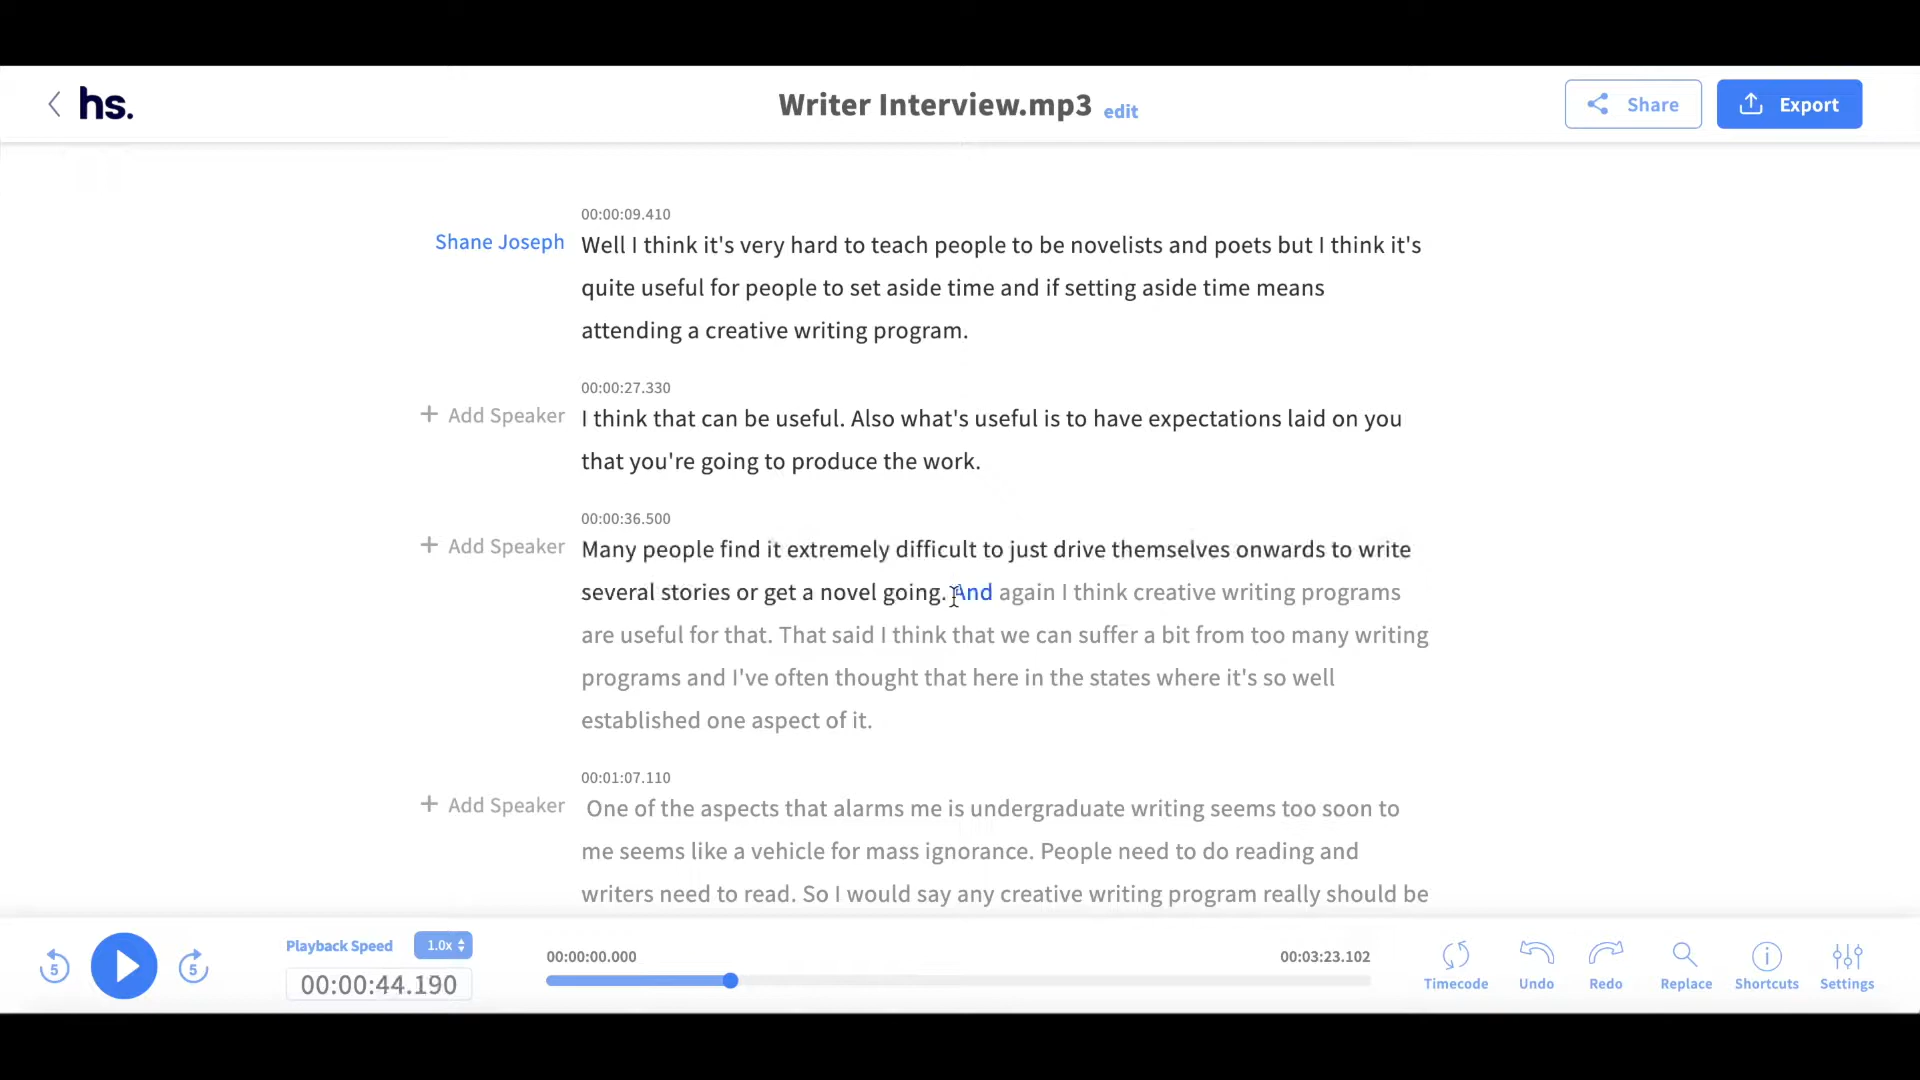 hs.
Writer Interview.mp3 edit
Share
Export
00:00:09.410
Shane Joseph
Well I think it's very hard to teach people to be novelists and poets but I think it's
quite useful for people to set aside time and if setting aside time means
attending a creative writing program.
00:00:27.330
+ Add Speaker
I think that can be useful. Also what's useful is to have expectations laid on you
that you're going to produce the work.
00:00:36.500
+ Add Speaker
Many people find it extremely difficult to just drive themselves onwards to write
several stories or get a novel going. And again I think creative writing programs
are useful for that. That said I think that we can suffer a bit from too many writing
programs and I've often thought that here in the states where it's so well
established one aspect of it.
00:01:07.110
+ Add Speaker
One of the aspects that alarms me is undergraduate writing seems too soon to
me seems like a vehicle for mass ignorance. People need to do reading and
writers need to read. So I would say any creative writing program really should be
5
5
Playback Speed
1.0x
00:00:44.190
00:00:00.000
00:03:23.102
Timecode
Undo
Redo
Replace
Shortcuts
Settings